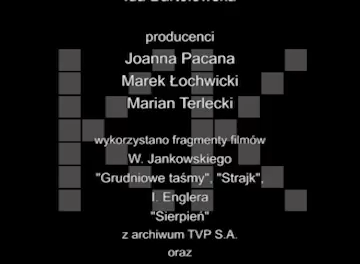 producenci
Joanna Pacana
Marek Łochwicki
Marian Terlecki
wykorzystano fragmenty filmów
W. Jankowskiego
"Grudniowe taśmy", "Strajk",
I. Englera
"Sierpień"
z archiwum TVP S.A.
oraz